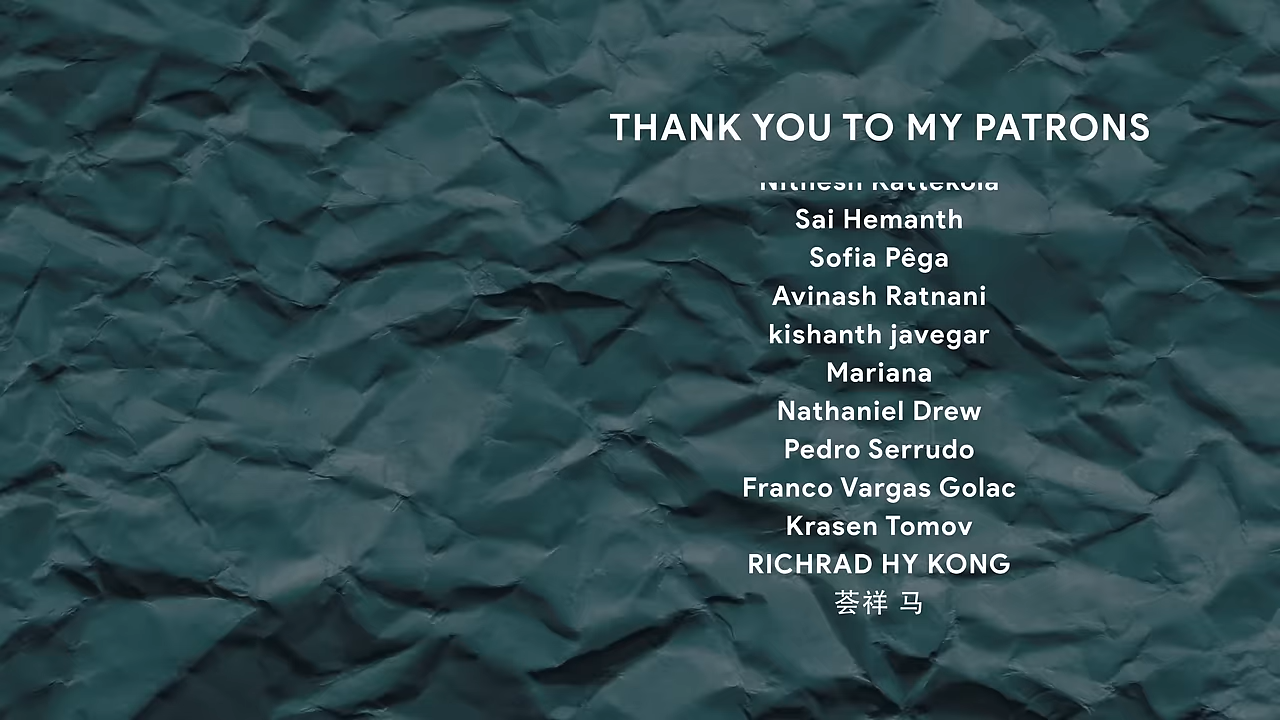 THANK YOU TO MY PATRONS
Sai Hemanth
Sofia Pêga
Avinash Ratnani
kishanth javegar
Mariana
Nathaniel Drew
Pedro Serrudo
Franco Vargas Golac
Krasen Tomov
RICHRAD HY KONG
荟祥 马